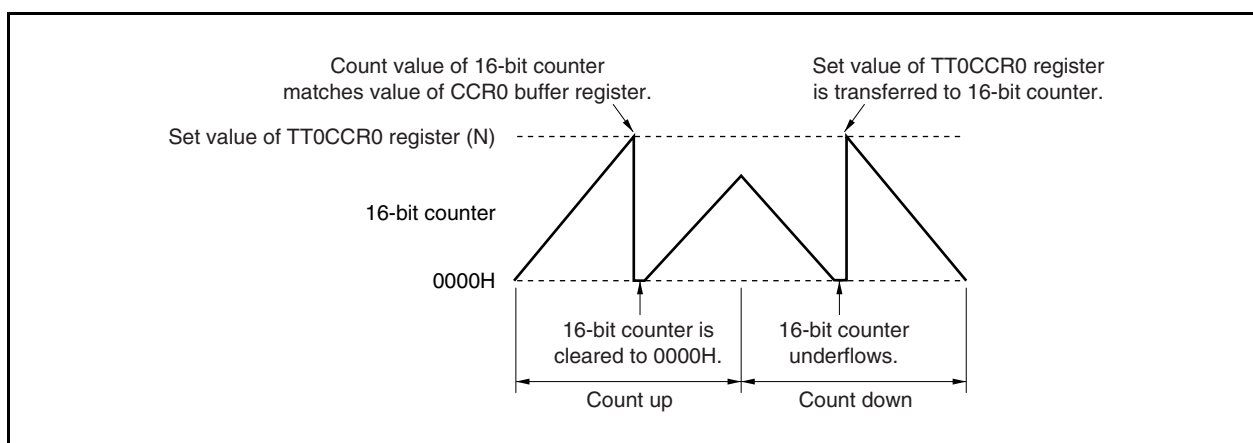 Count value of 16-bit counter
matches value of CCR0 buffer register.
Set value of TT0CCR0 register
is transferred to 16-bit counter.
Set value of TT0CCR0 register (N)
16-bit counter
0000H
16-bit counter is
cleared to 0000H.
16-bit counter
underflows.
Count up
Count down